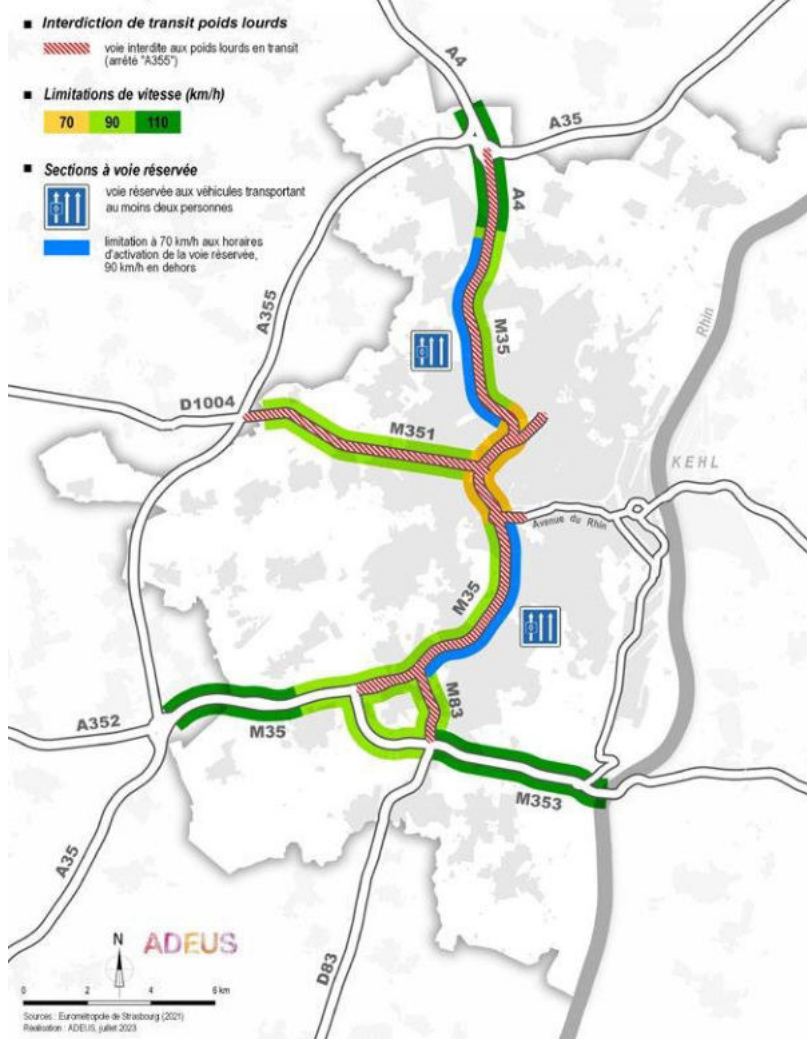 Interdiction de transit poids lourds
voie interdite aux poids lourds en transit
(arrêté "A355")
Limitations de vitesse (km/h)
70 90 110
Sections à voie réservée
voie réservée aux véhicules transportant
au moins deux personnes
limitation à 70 km/h aux horaires
d'activation de la voie réservée,
90 km/h en dehors
A4
A35
A4
A355
M35
Rhin
D1004
M351
KEHL
Avenue du Rhin
M35
M83
A352
M35
M353
A35
D83
N
ADEUS
0 2 4 6 km
Sources : Eurométropole de Strasbourg (2021)
Réalisation : ADEUS, juillet 2023